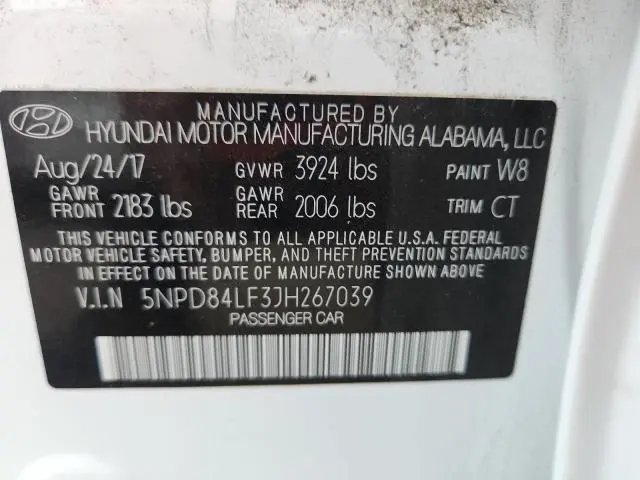 MANUFACTURED BY
HYUNDAI MOTOR MANUFACTURING ALABAMA, LLC
Aug/24/17 GVWR 3924 lbs PAINT W8
GAWR FRONT 2183 lbs GAWR REAR 2006 lbs TRIM CT
THIS VEHICLE CONFORMS TO ALL APPLICABLE U.S.A. FEDERAL
MOTOR VEHICLE SAFETY, BUMPER, AND THEFT PREVENTION STANDARDS
IN EFFECT ON THE DATE OF MANUFACTURE SHOWN ABOVE.
V.I.N 5NPD84LF3JH267039
PASSENGER CAR